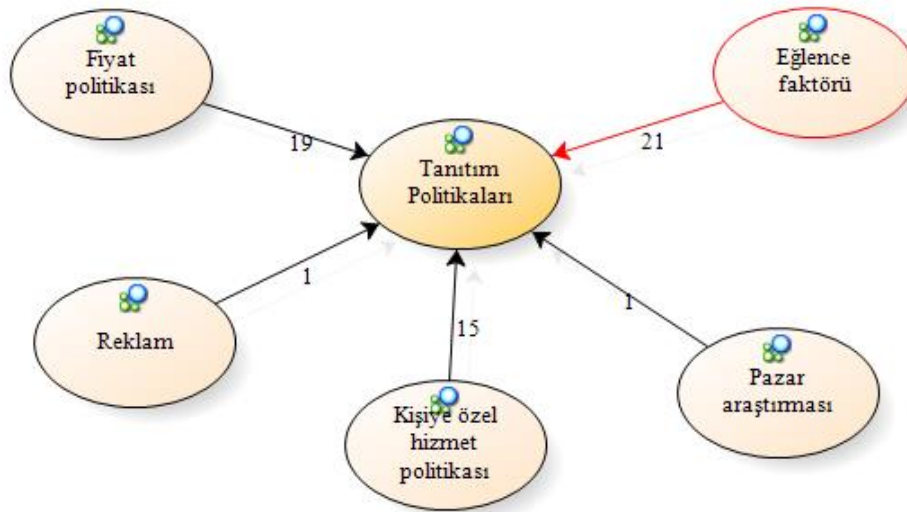 Fiyat
politikası
Eğlence
faktörü
19
21
Tanıtım
Politikaları
1
Reklam
15
1
Kişiye özel
hizmet
politikası
Pazar
araştırması